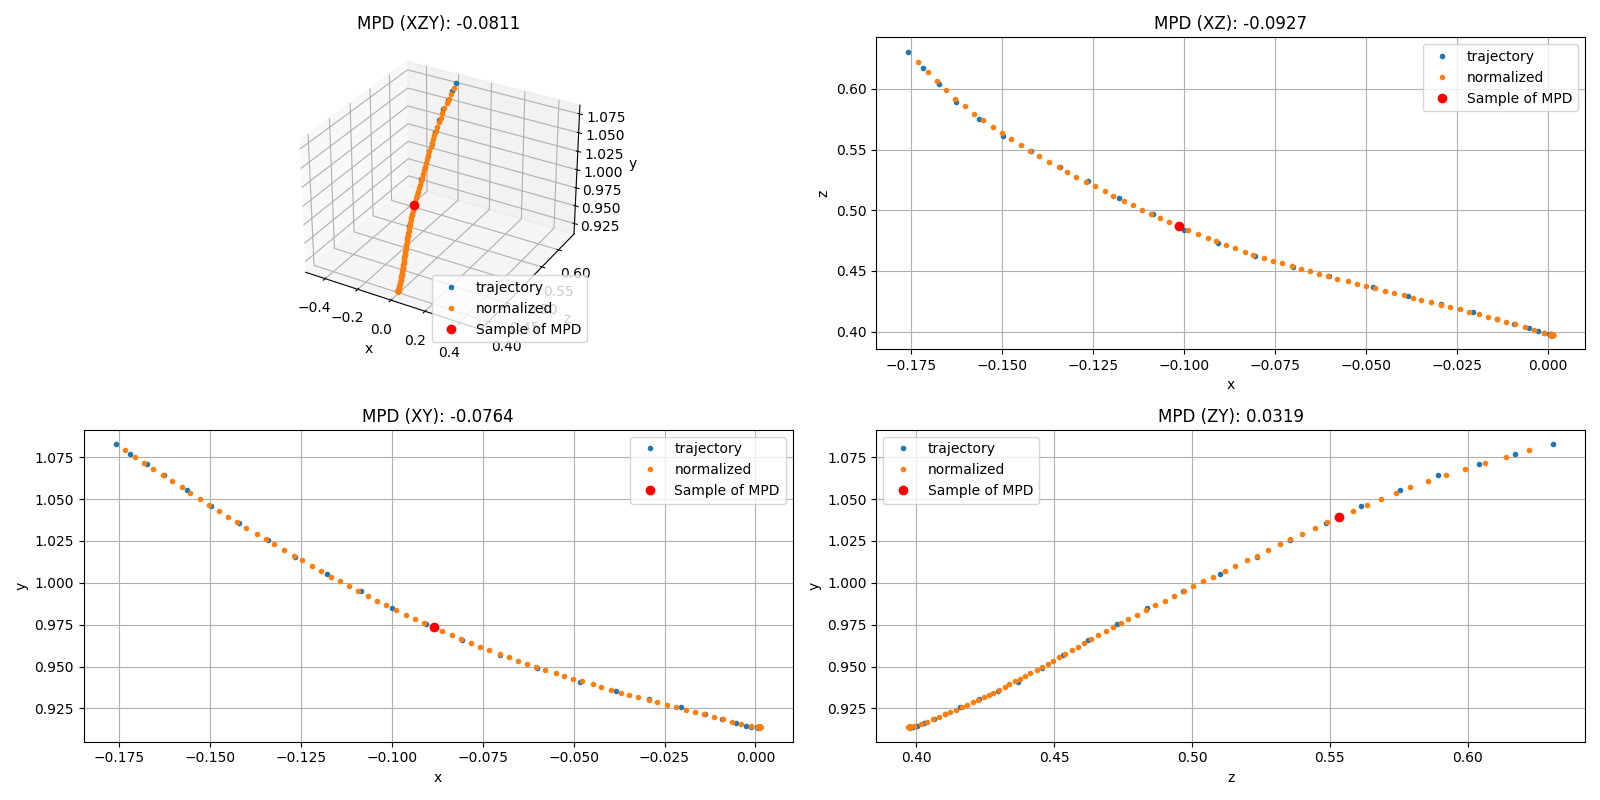 MPD (XZY): -0.0811
1.075
1.050
1.025
1.000
0.975
0.950
0.925
y
0.60
0.55
0.50
0.40
z
−0.4
−0.2
0.0
0.2
0.4
x
trajectory
normalized
Sample of MPD
MPD (XZ): -0.0927
trajectory
normalized
Sample of MPD
z
0.60
0.55
0.50
0.45
0.40
−0.175 −0.150 −0.125 −0.100 −0.075 −0.050 −0.025 0.000
x
MPD (XY): -0.0764
trajectory
normalized
Sample of MPD
y
1.075
1.050
1.025
1.000
0.975
0.950
0.925
−0.175 −0.150 −0.125 −0.100 −0.075 −0.050 −0.025 0.000
x
MPD (ZY): 0.0319
trajectory
normalized
Sample of MPD
y
1.075
1.050
1.025
1.000
0.975
0.950
0.925
0.40 0.45 0.50 0.55 0.60
z